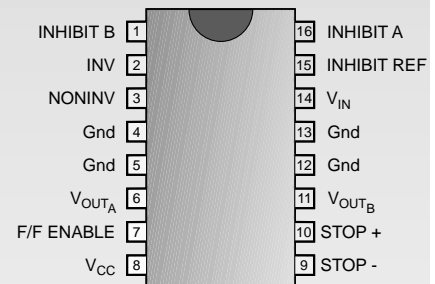 INHIBIT B 1 16 INHIBIT A
INV 2 15 INHIBIT REF
NONINV 3 14 VIN
Gnd 4 13 Gnd
Gnd 5 12 Gnd
VOUTA 6 11 VOUTB
F/F ENABLE 7 10 STOP +
VCC 8 9 STOP -